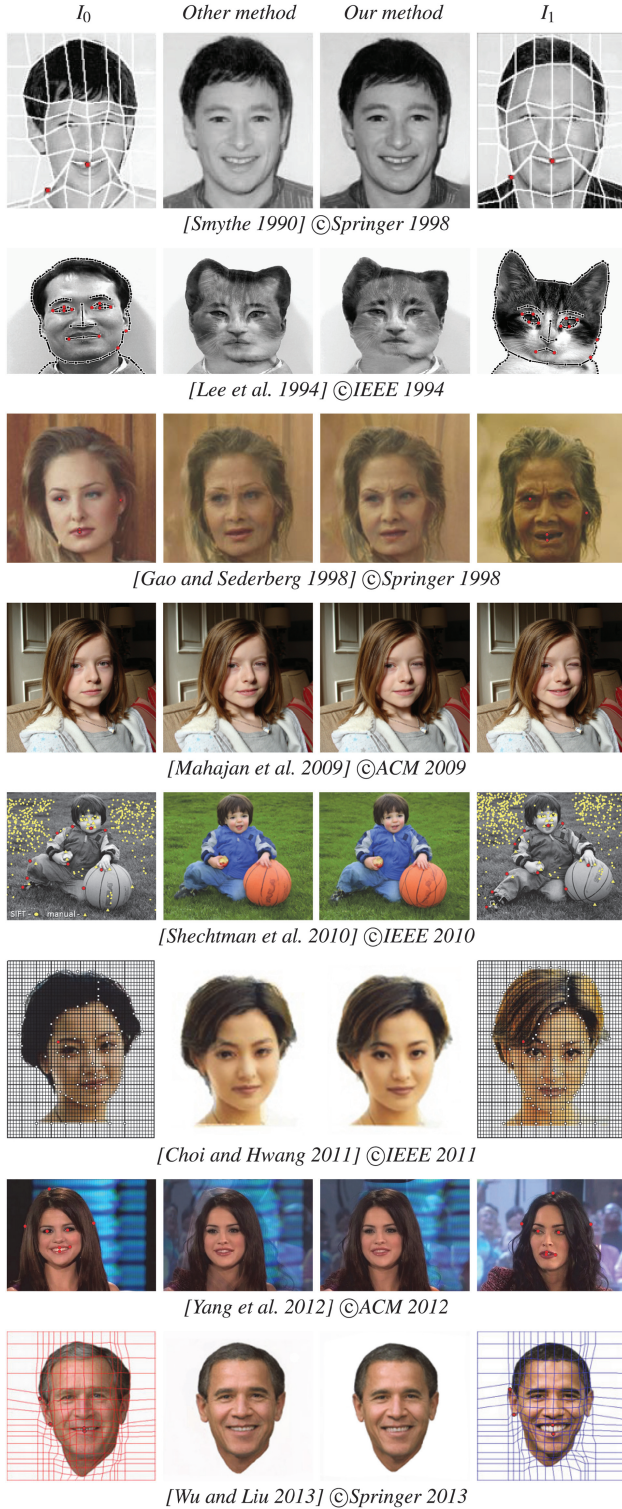 I0 Other method Our method I1
[Smythe 1990] ©Springer 1998
[Lee et al. 1994] ©IEEE 1994
[Gao and Sederberg 1998] ©Springer 1998
[Mahajan et al. 2009] ©ACM 2009
SIFT - manual -
[Shechtman et al. 2010] ©IEEE 2010
[Choi and Hwang 2011] ©IEEE 2011
[Yang et al. 2012] ©ACM 2012
[Wu and Liu 2013] ©Springer 2013